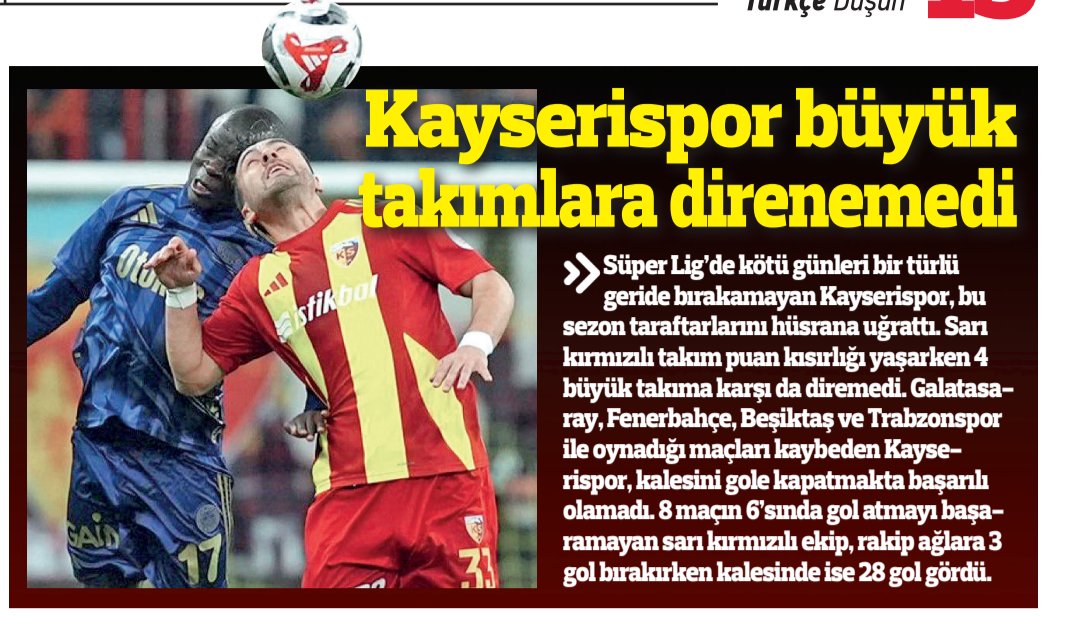 Türkçe Düşün
Kayserispor büyük
takımlara direnemedi
Süper Lig'de kötü günleri bir türlü
geride bırakamayan Kayserispor, bu
sezon taraftarlarını hüsrana uğrattı. Sarı
kırmızılı takım puan kısırlığı yaşarken 4
büyük takıma karşı da diremedi. Galatasa-
ray, Fenerbahçe, Beşiktaş ve Trabzonspor
ile oynadığı maçları kaybeden Kayse-
rispor, kalesini gole kapatmakta başarılı
olamadı. 8 maçın 6'sında gol atmayı başa-
ramayan sarı kırmızılı ekip, rakip ağlara 3
gol bırakırken kalesinde ise 28 gol gördü.
istikbal
GAİN
17
33